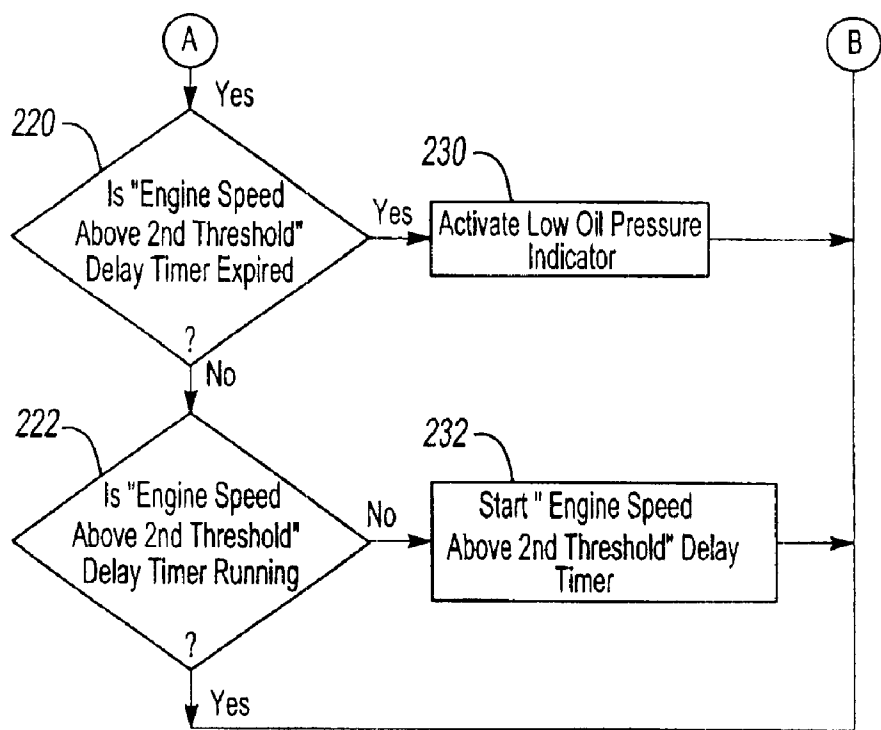 A
B
Yes
220
Is "Engine Speed
Above 2nd Threshold"
Delay Timer Expired
?
Yes
230
Activate Low Oil Pressure
Indicator
No
222
Is "Engine Speed
Above 2nd Threshold"
Delay Timer Running
?
No
232
Start " Engine Speed
Above 2nd Threshold" Delay
Timer
Yes